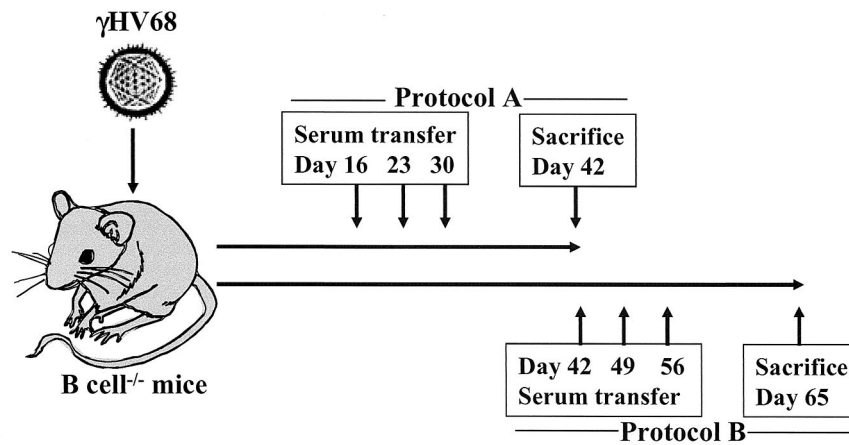 γHV68
Protocol A
Serum transfer
Day 16 23 30
Sacrifice
Day 42
B cell-/- mice
Day 42 49 56
Serum transfer
Sacrifice
Day 65
Protocol B